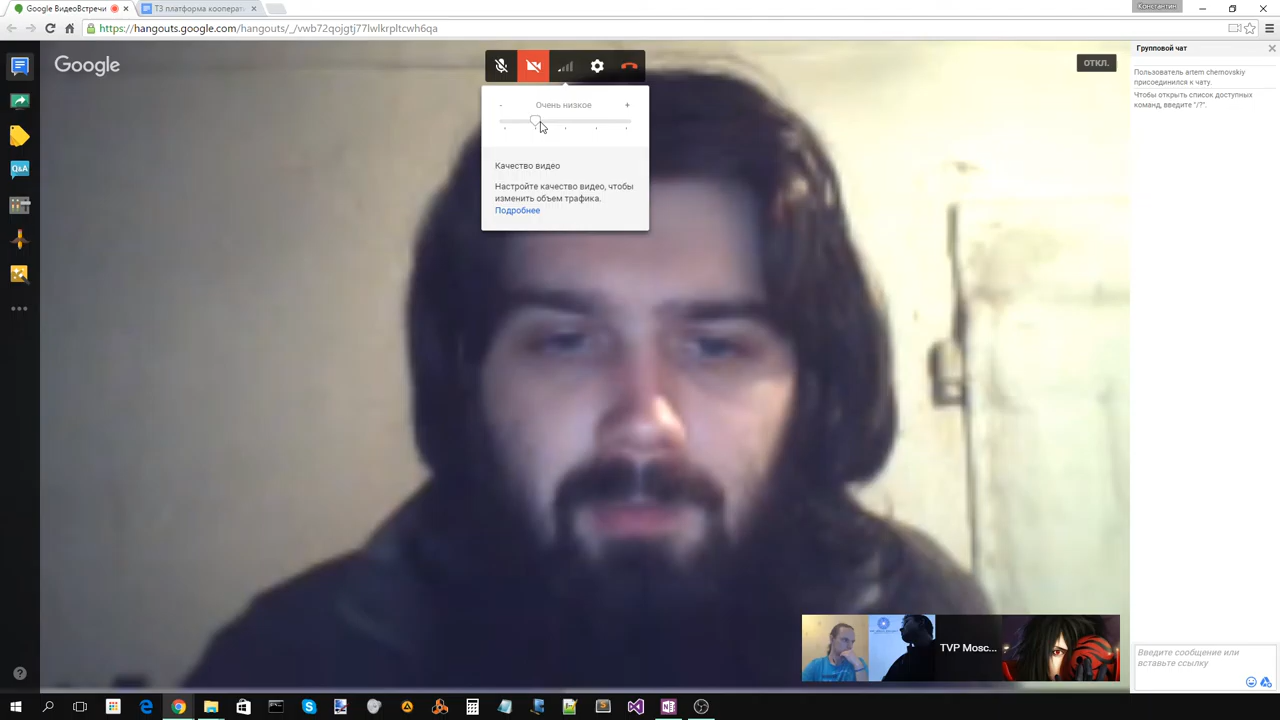 Google ВидеоВстречи
ТЗ платформа кооперат
Константин
https://hangouts.google.com/hangouts/_/vwb72qojgtj77lwlkrpltcwh6qa
Google
ОТКЛ.
Групповой чат
Пользователь artem chernovskiy
присоединился к чату.
Чтобы открыть список доступных
команд, введите "/?".
- Очень низкое +
Качество видео
Настройте качество видео, чтобы
изменить объем трафика.
Подробнее
Q&A
TVP Mosc...
Введите сообщение или
вставьте ссылку